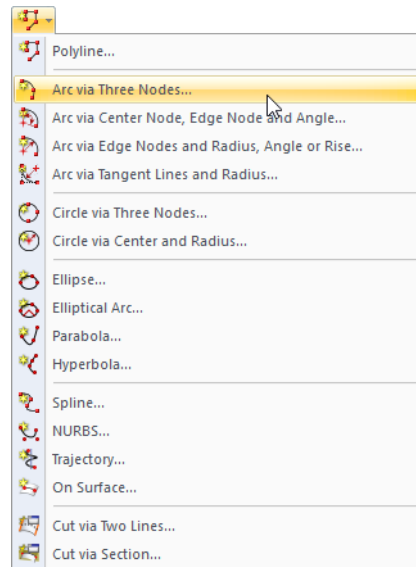 Polyline...
Arc via Three Nodes...
Arc via Center Node, Edge Node and Angle...
Arc via Edge Nodes and Radius, Angle or Rise...
Arc via Tangent Lines and Radius...
Circle via Three Nodes...
Circle via Center and Radius...
Ellipse...
Elliptical Arc...
Parabola...
Hyperbola...
Spline...
NURBS...
Trajectory...
On Surface...
Cut via Two Lines...
Cut via Section...